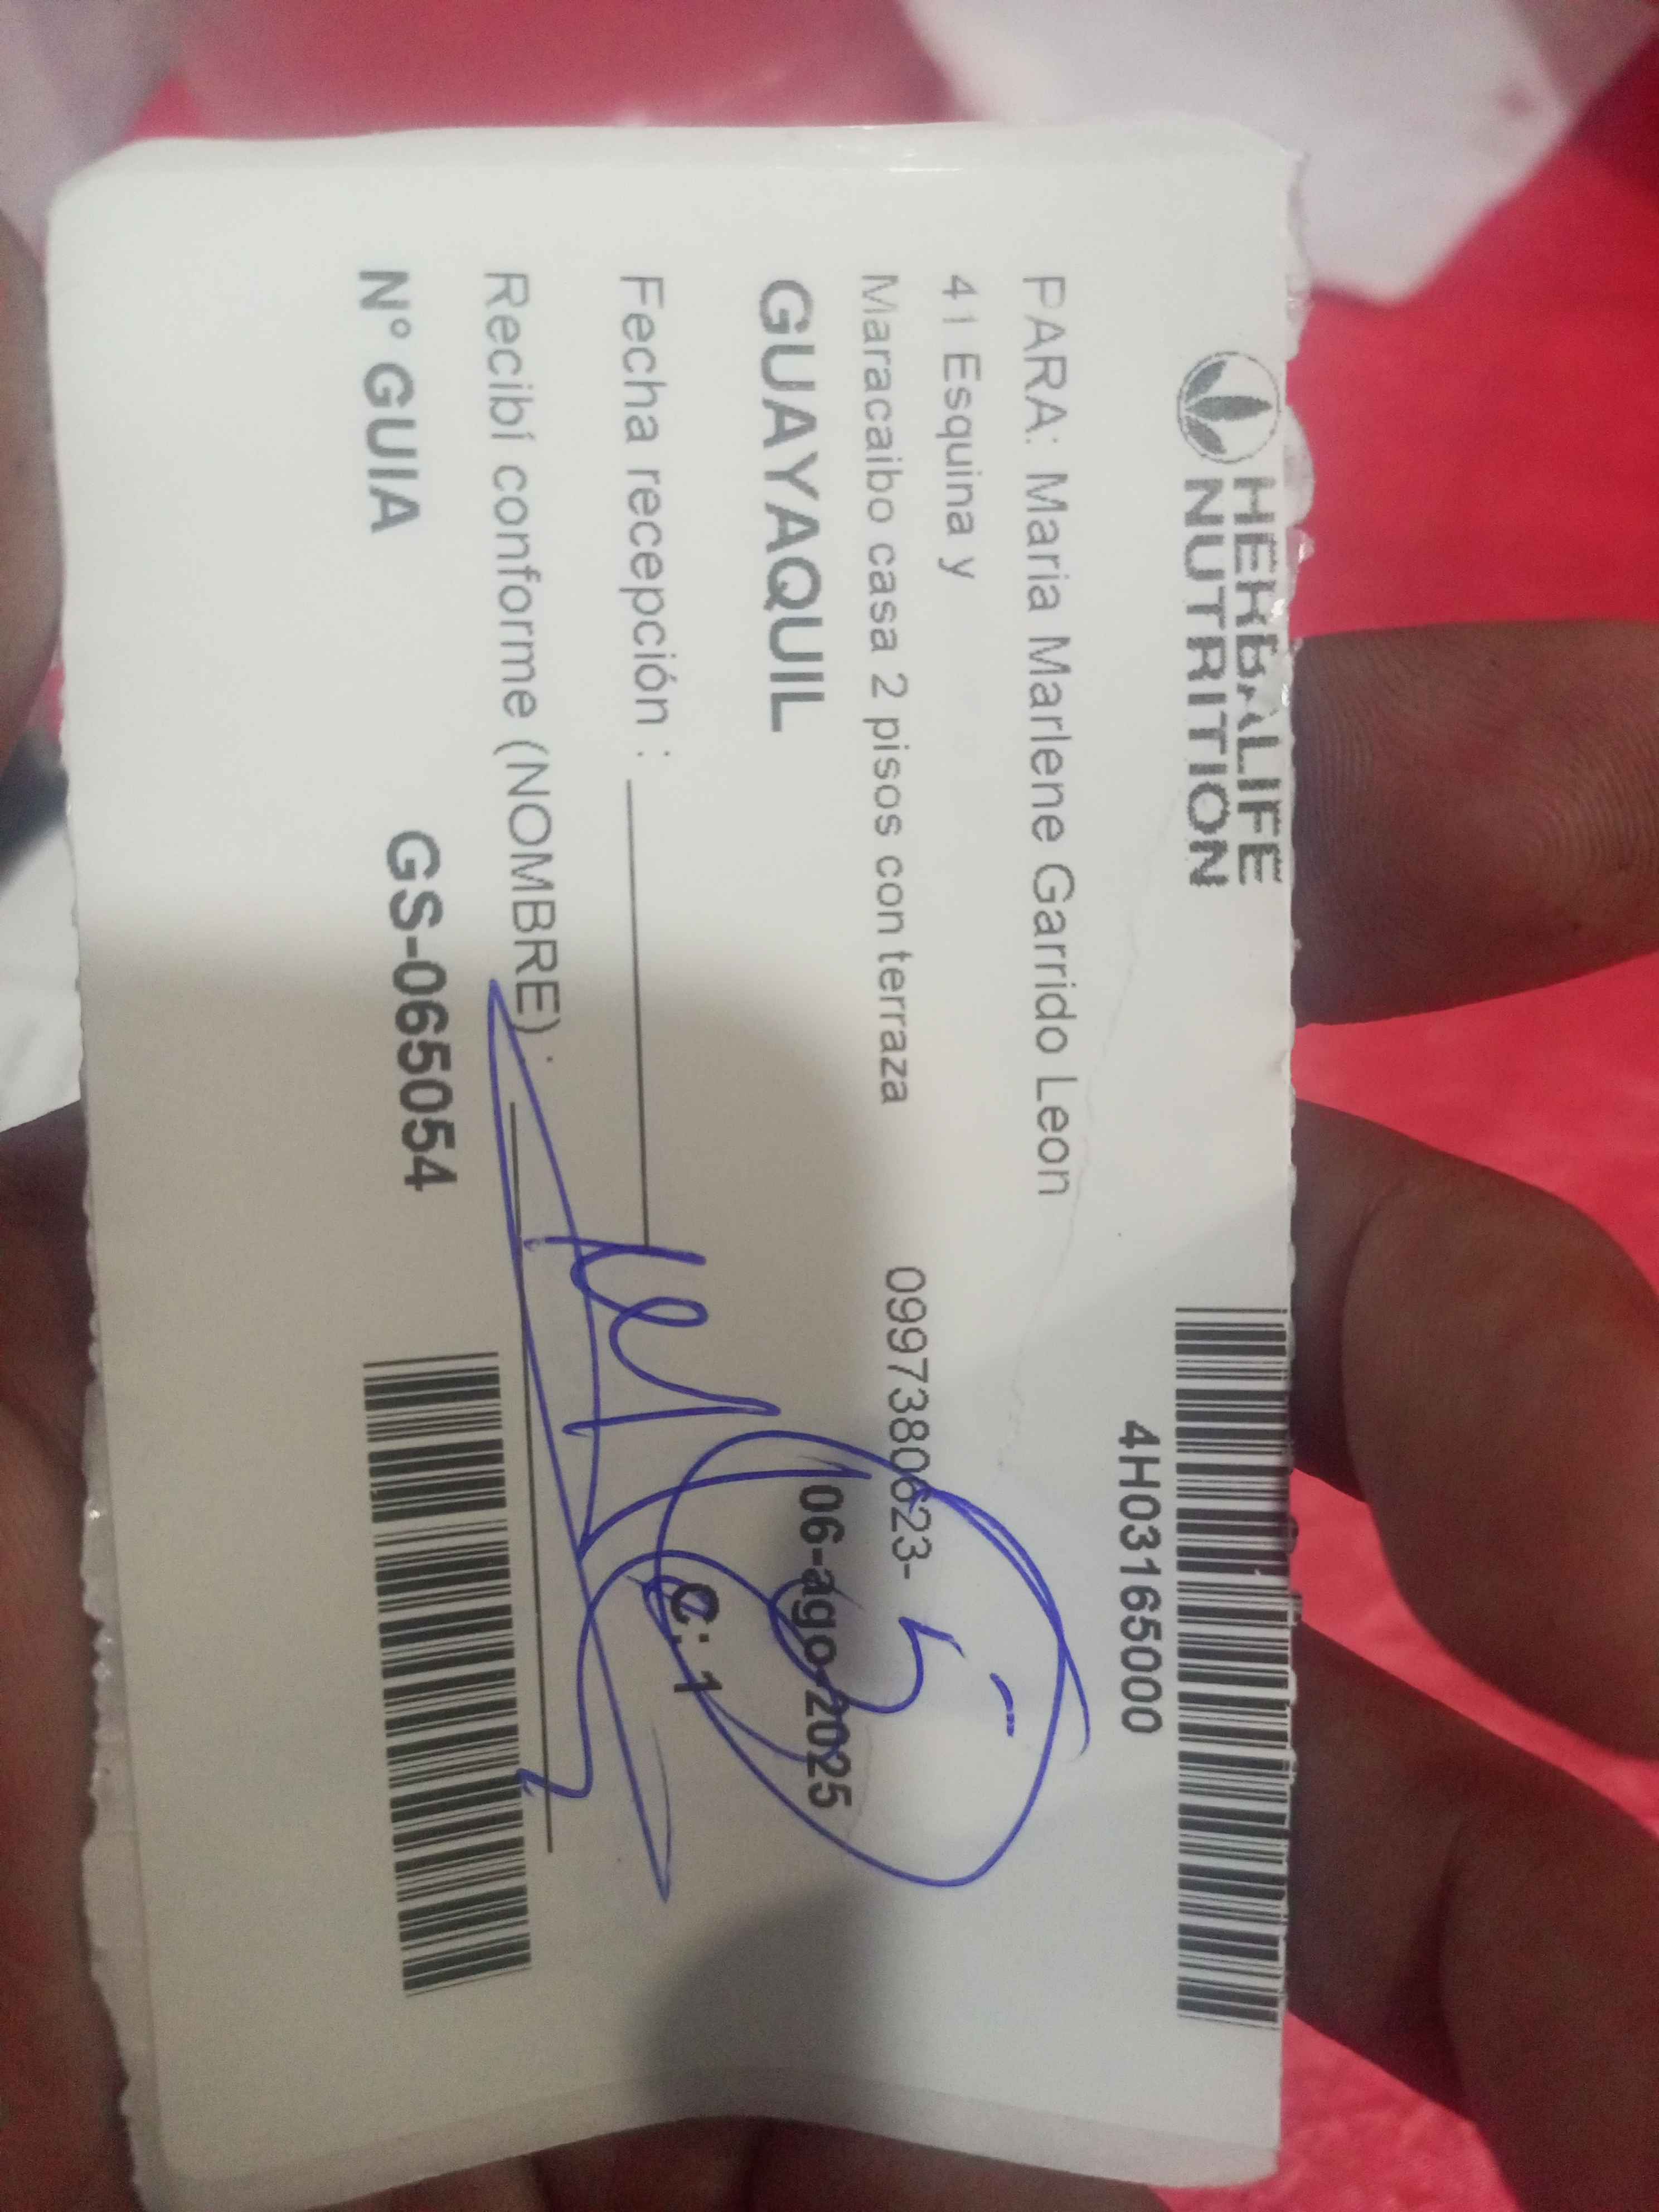 HERBALIFE
NUTRITION
4H03165000
PARA: Maria Marlene Garrido Leon
41 Esquina y
Maracaibo casa 2 pisos con terraza 0997380623-
GUAYAQUIL 06-ago-2025
Fecha recepción :
C: 1
Recibí conforme (NOMBRE) :
N° GUIA GS-065054